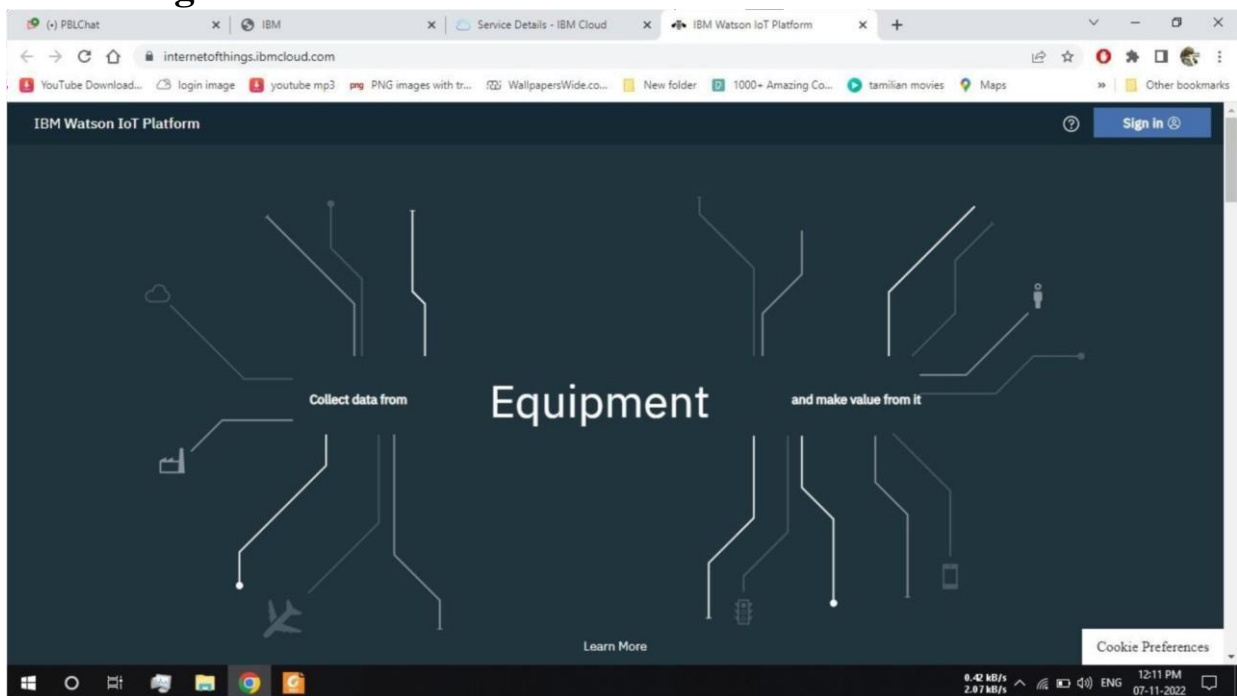 (•) PBLChat
IBM
Service Details - IBM Cloud
IBM Watson IoT Platform
internetofthings.ibmcloud.com
YouTube Download...
login image
youtube mp3
png PNG images with tr...
WallpapersWide.co...
New folder
D 1000+ Amazing Co...
tamilian movies
Maps
»
Other bookmarks
IBM Watson IoT Platform
Sign in
Collect data from
Equipment
and make value from it
Learn More
Cookie Preferences
0.42 kB/s
2.07 kB/s
ENG
12:11 PM
07-11-2022